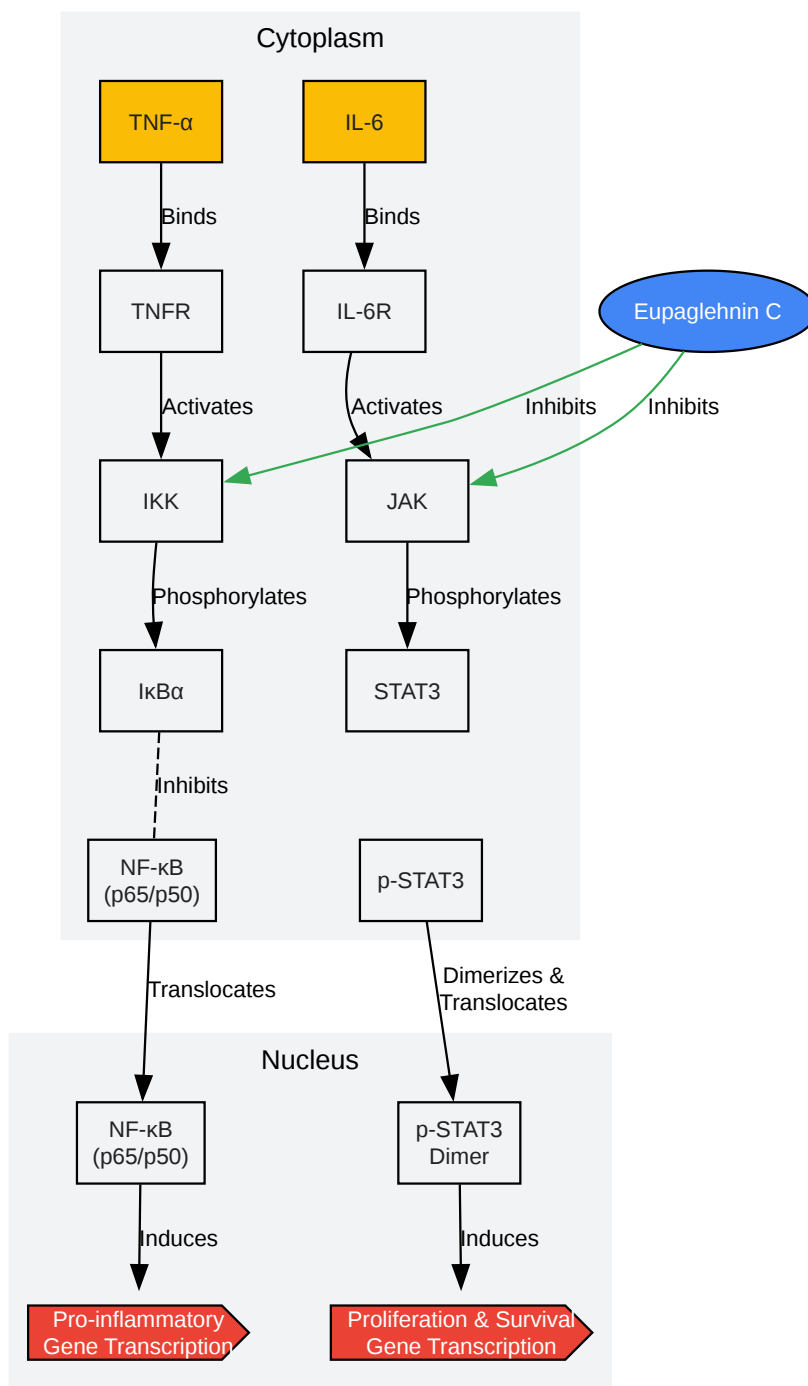 Cytoplasm
TNF-α
IL-6
Binds
Binds
TNFR
IL-6R
Eupaglehnin C
Activates
Activates
Inhibits
Inhibits
IKK
JAK
Phosphorylates
Phosphorylates
IκBα
STAT3
Inhibits
NF-κB
(p65/p50)
p-STAT3
Translocates
Dimerizes &
Translocates
Nucleus
NF-κB
(p65/p50)
p-STAT3
Dimer
Induces
Induces
Pro-inflammatory
Gene Transcription
Proliferation & Survival
Gene Transcription